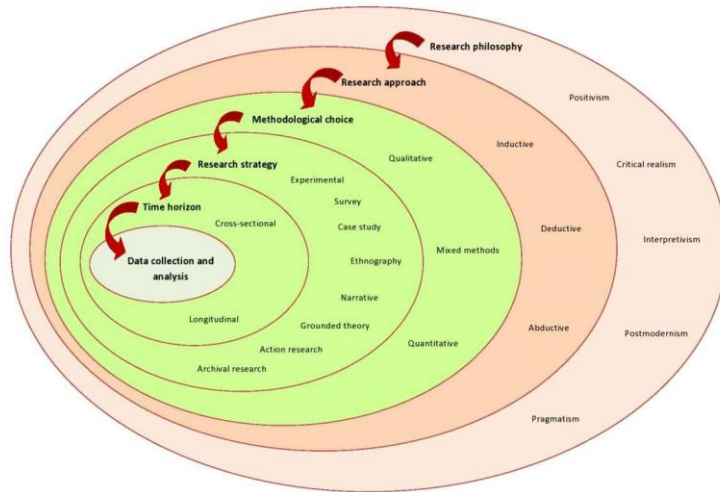 Research philosophy
Research approach
Positivism
Methodological choice
Inductive
Qualitative
Research strategy
Critical realism
Experimental
Survey
Time horizon
Cross-sectional
Case study
Deductive
Interpretivism
Mixed methods
Data collection and
analysis
Ethnography
Narrative
Longitudinal
Grounded theory
Abductive
Postmodernism
Quantitative
Action research
Archival research
Pragmatism